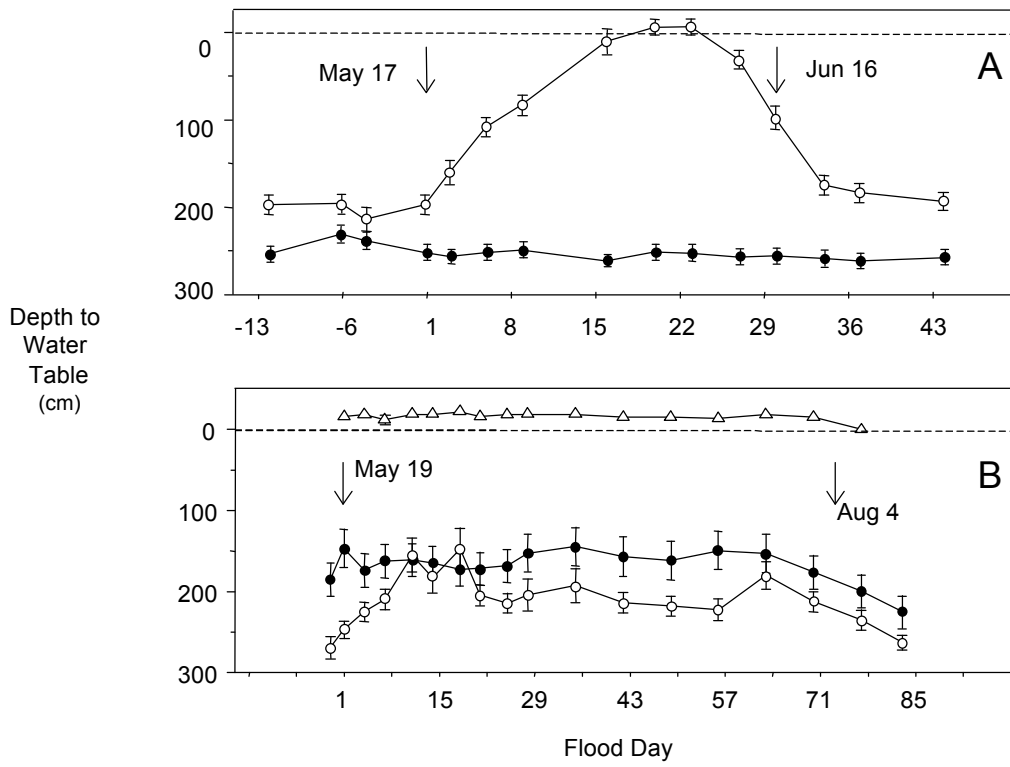 0
100
200
300
May 17
Jun 16
A
-13 -6 1 8 15 22 29 36 43
Depth to
Water
Table
(cm)
0
100
200
300
May 19
Aug 4
B
1 15 29 43 57 71 85
Flood Day